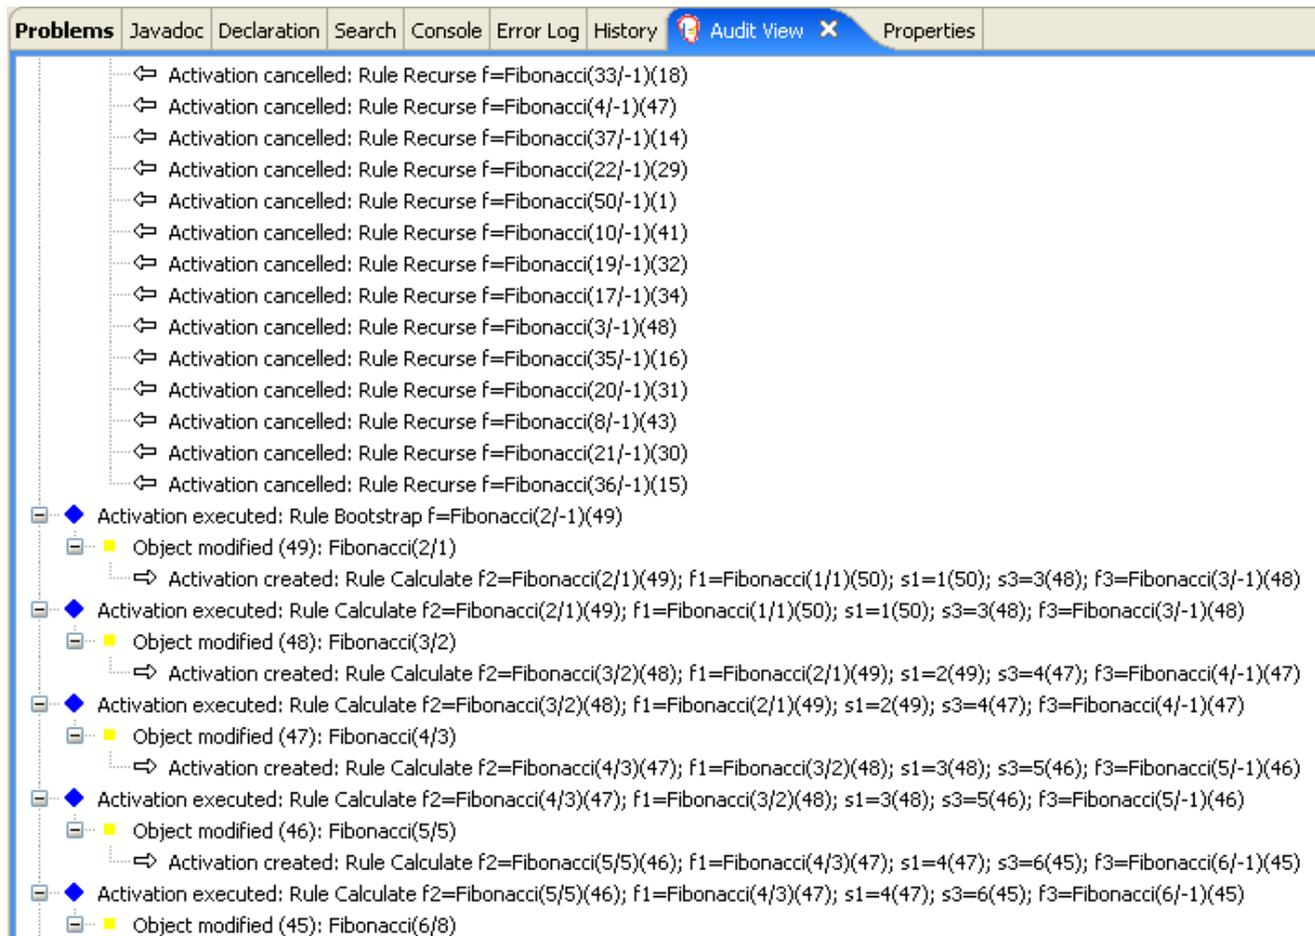 Problems Javadoc Declaration Search Console Error Log History Audit View Properties
Activation cancelled: Rule Recurse f=Fibonacci(33/-1)(18)
Activation cancelled: Rule Recurse f=Fibonacci(4/-1)(47)
Activation cancelled: Rule Recurse f=Fibonacci(37/-1)(14)
Activation cancelled: Rule Recurse f=Fibonacci(22/-1)(29)
Activation cancelled: Rule Recurse f=Fibonacci(50/-1)(1)
Activation cancelled: Rule Recurse f=Fibonacci(10/-1)(41)
Activation cancelled: Rule Recurse f=Fibonacci(19/-1)(32)
Activation cancelled: Rule Recurse f=Fibonacci(17/-1)(34)
Activation cancelled: Rule Recurse f=Fibonacci(3/-1)(48)
Activation cancelled: Rule Recurse f=Fibonacci(35/-1)(16)
Activation cancelled: Rule Recurse f=Fibonacci(20/-1)(31)
Activation cancelled: Rule Recurse f=Fibonacci(8/-1)(43)
Activation cancelled: Rule Recurse f=Fibonacci(21/-1)(30)
Activation cancelled: Rule Recurse f=Fibonacci(36/-1)(15)
Activation executed: Rule Bootstrap f=Fibonacci(2/-1)(49)
Object modified (49): Fibonacci(2/1)
Activation created: Rule Calculate f2=Fibonacci(2/1)(49); f1=Fibonacci(1/1)(50); s1=1(50); s3=3(48); f3=Fibonacci(3/-1)(48)
Activation executed: Rule Calculate f2=Fibonacci(2/1)(49); f1=Fibonacci(1/1)(50); s1=1(50); s3=3(48); f3=Fibonacci(3/-1)(48)
Object modified (48): Fibonacci(3/2)
Activation created: Rule Calculate f2=Fibonacci(3/2)(48); f1=Fibonacci(2/1)(49); s1=2(49); s3=4(47); f3=Fibonacci(4/-1)(47)
Activation executed: Rule Calculate f2=Fibonacci(3/2)(48); f1=Fibonacci(2/1)(49); s1=2(49); s3=4(47); f3=Fibonacci(4/-1)(47)
Object modified (47): Fibonacci(4/3)
Activation created: Rule Calculate f2=Fibonacci(4/3)(47); f1=Fibonacci(3/2)(48); s1=3(48); s3=5(46); f3=Fibonacci(5/-1)(46)
Activation executed: Rule Calculate f2=Fibonacci(4/3)(47); f1=Fibonacci(3/2)(48); s1=3(48); s3=5(46); f3=Fibonacci(5/-1)(46)
Object modified (46): Fibonacci(5/5)
Activation created: Rule Calculate f2=Fibonacci(5/5)(46); f1=Fibonacci(4/3)(47); s1=4(47); s3=6(45); f3=Fibonacci(6/-1)(45)
Activation executed: Rule Calculate f2=Fibonacci(5/5)(46); f1=Fibonacci(4/3)(47); s1=4(47); s3=6(45); f3=Fibonacci(6/-1)(45)
Object modified (45): Fibonacci(6/8)